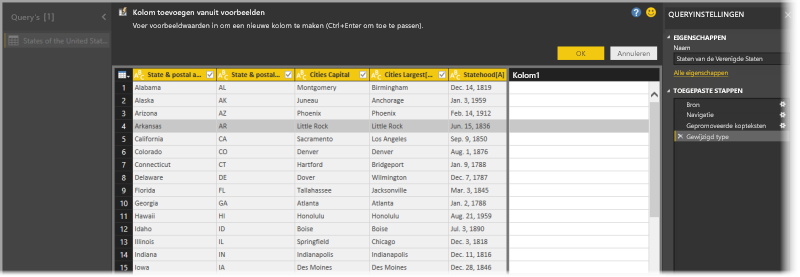 Query's [1]
States of the United Stat...
Kolom toevoegen vanuit voorbeelden
Voer voorbeeldwaarden in om een nieuwe kolom te maken (Ctrl+Enter om toe te passen).
OK Annuleren
State & postal a... State & postal... Cities Capital Cities Largest[... Statehood[A] Kolom1
1 Alabama AL Montgomery Birmingham Dec. 14, 1819
2 Alaska AK Juneau Anchorage Jan. 3, 1959
3 Arizona AZ Phoenix Phoenix Feb. 14, 1912
4 Arkansas AR Little Rock Little Rock Jun. 15, 1836
5 California CA Sacramento Los Angeles Sep. 9, 1850
6 Colorado CO Denver Denver Aug. 1, 1876
7 Connecticut CT Hartford Bridgeport Jan. 9, 1788
8 Delaware DE Dover Wilmington Dec. 7, 1787
9 Florida FL Tallahassee Jacksonville Mar. 3, 1845
10 Georgia GA Atlanta Atlanta Jan. 2, 1788
11 Hawaii HI Honolulu Honolulu Aug. 21, 1959
12 Idaho ID Boise Boise Jul. 3, 1890
13 Illinois IL Springfield Chicago Dec. 3, 1818
14 Indiana IN Indianapolis Indianapolis Dec. 11, 1816
15 Iowa IA Des Moines Des Moines Dec. 28, 1846
QUERYINSTELLINGEN
EIGENSCHAPPEN
Naam
Staten van de Verenigde Staten
Alle eigenschappen
TOEGEPASTE STAPPEN
Bron
Navigatie
Gepromoveerde kopteksten
Gewijzigd type